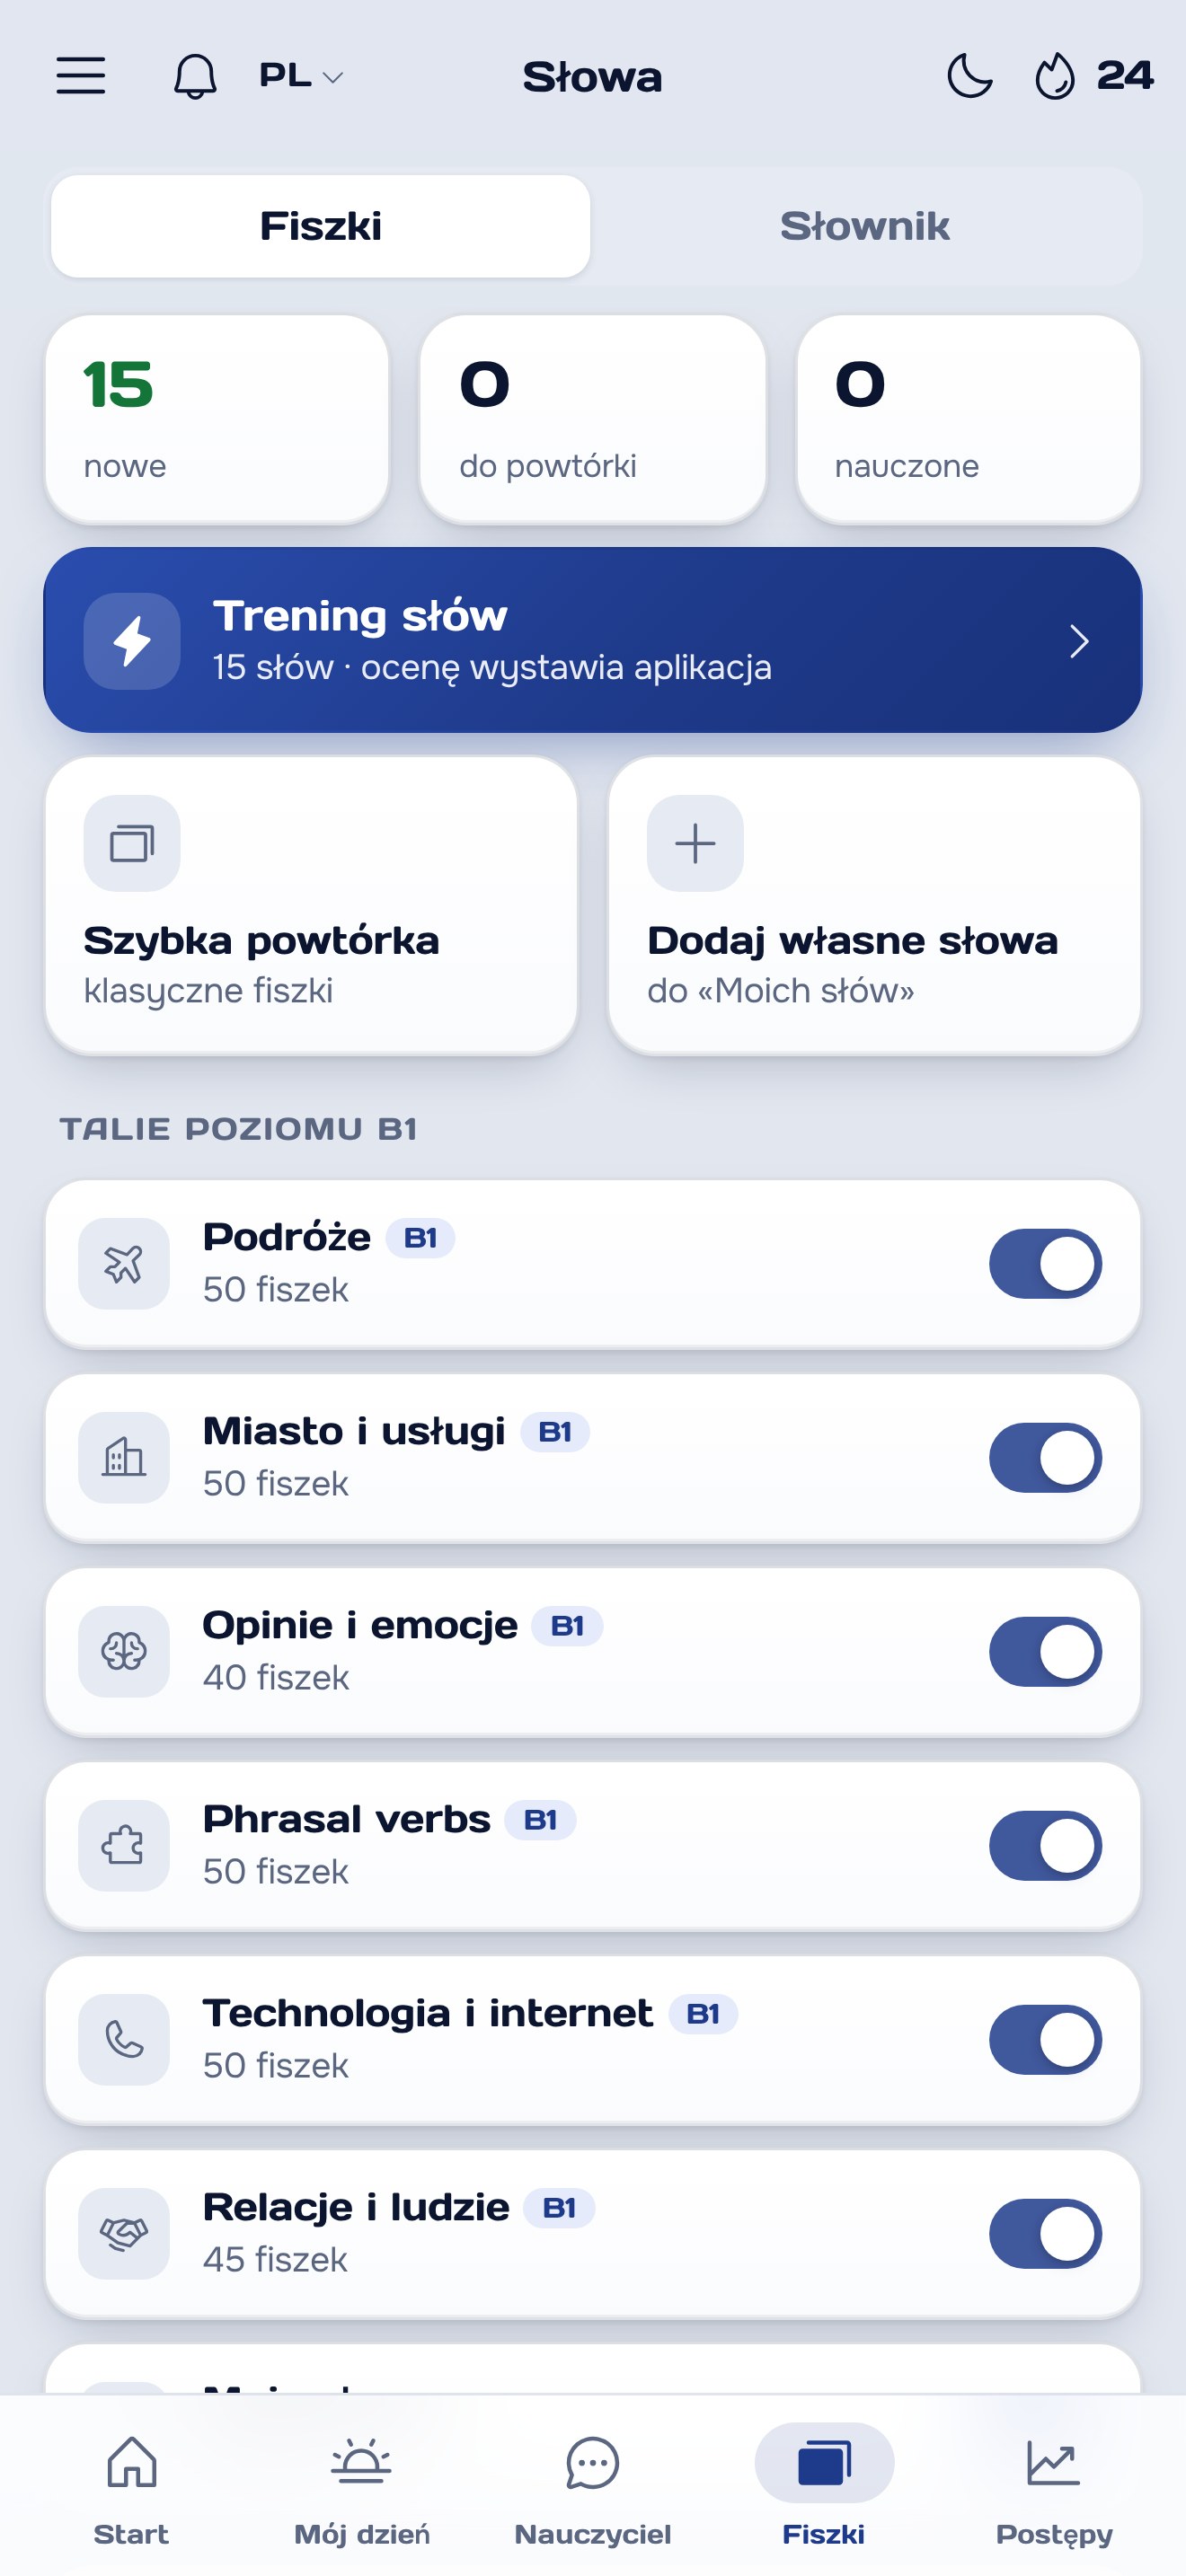 PL
Słowa
24
Fiszki
Słownik
15
nowe
0
do powtórki
0
nauczone
Trening słów
15 słów · ocenę wystawia aplikacja
Szybka powtórka
klasyczne fiszki
Dodaj własne słowa
do «Moich słów»
TALIE POZIOMU B1
Podróże B1
50 fiszek
Miasto i usługi B1
50 fiszek
Opinie i emocje B1
40 fiszek
Phrasal verbs B1
50 fiszek
Technologia i internet B1
50 fiszek
Relacje i ludzie B1
45 fiszek
Start
Mój dzień
Nauczyciel
Fiszki
Postępy